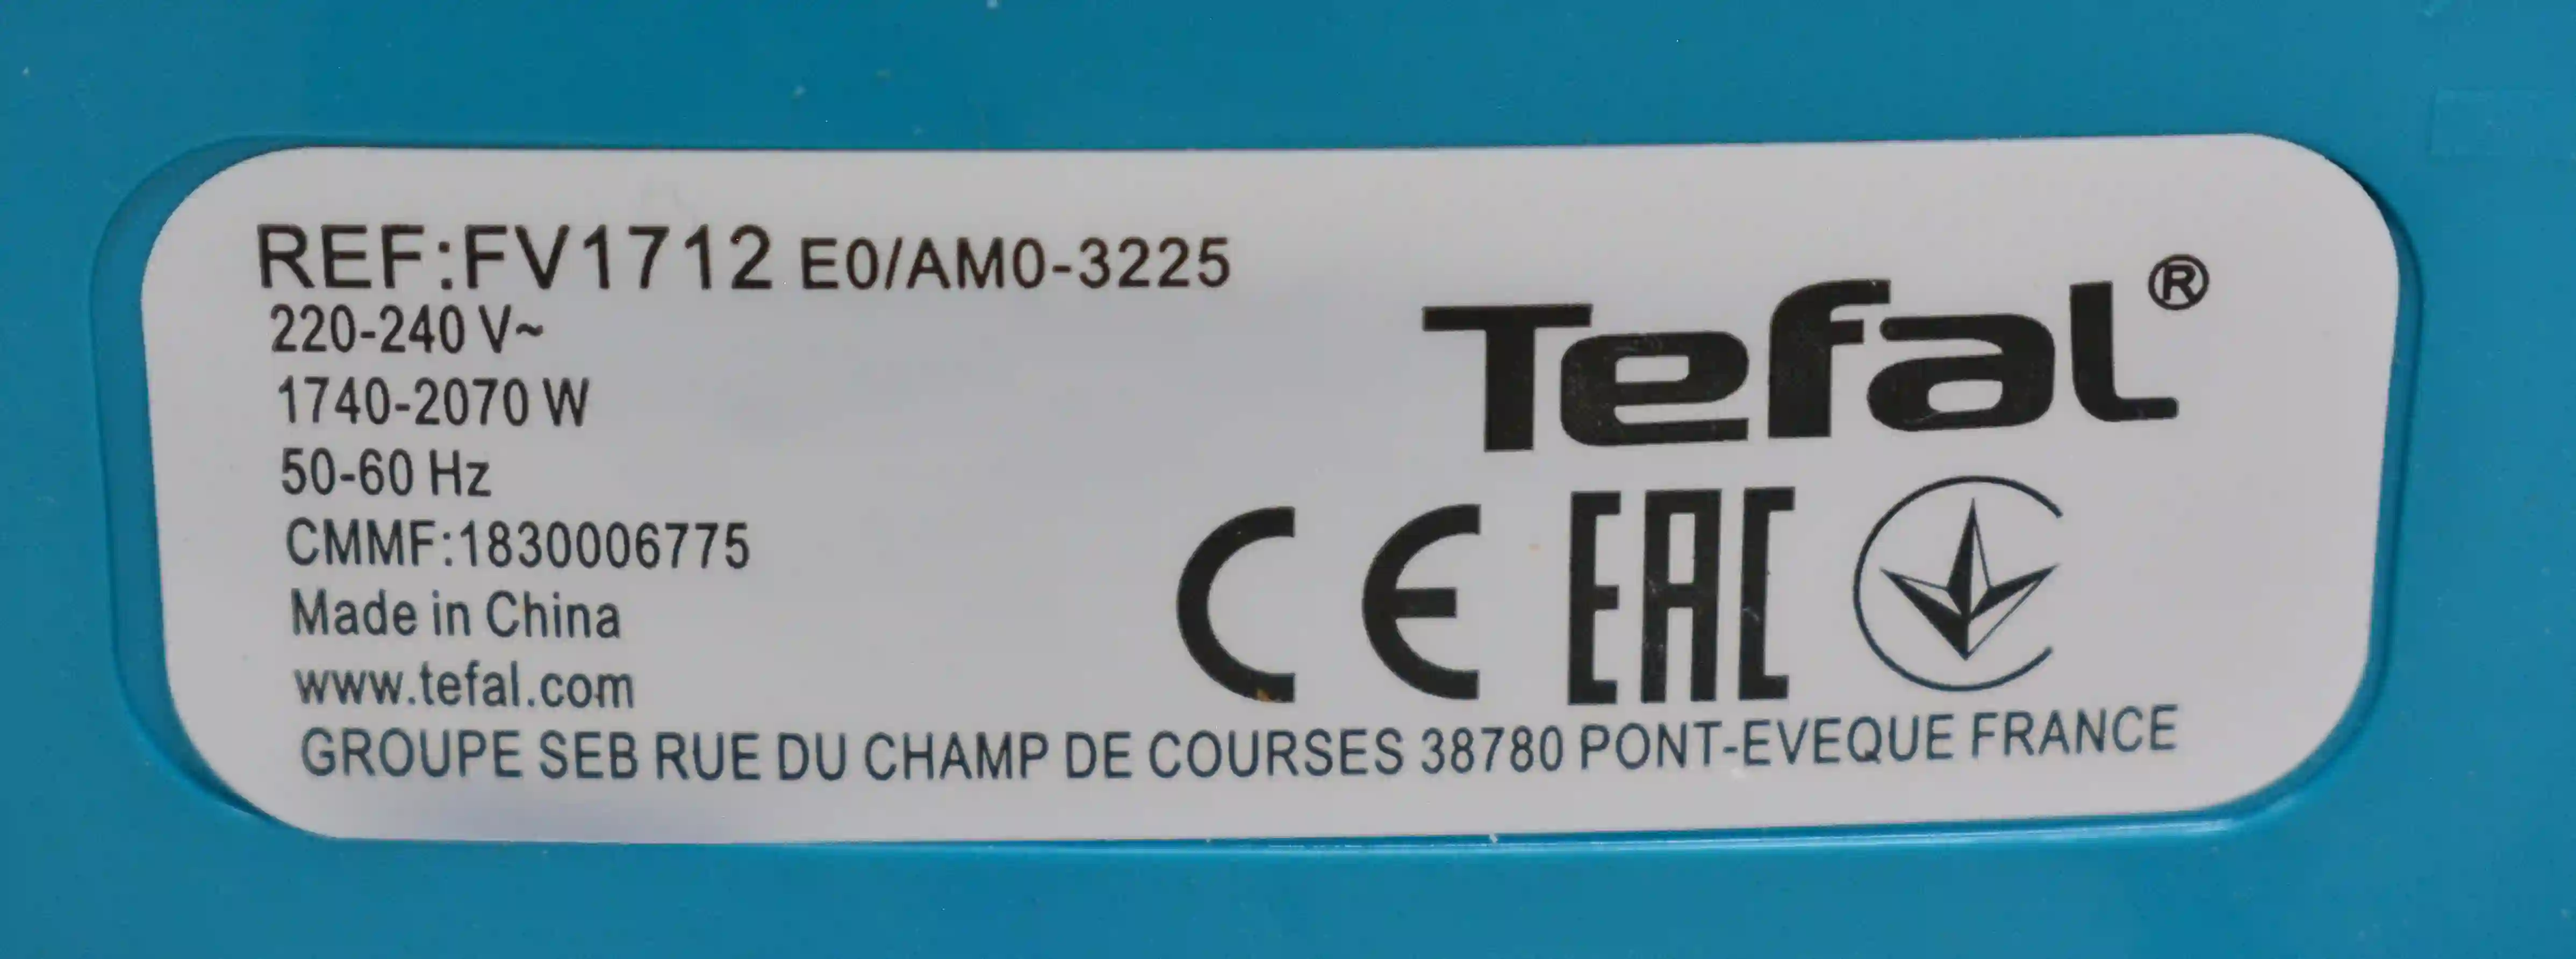 REF:FV1712 E0/AM0-3225
220-240 V~
1740-2070 W
50-60 Hz
CMMF:1830006775
Made in China
www.tefal.com
GROUPE SEB RUE DU CHAMP DE COURSES 38780 PONT-EVEQUE FRANCE
Tefal®
CE EAC